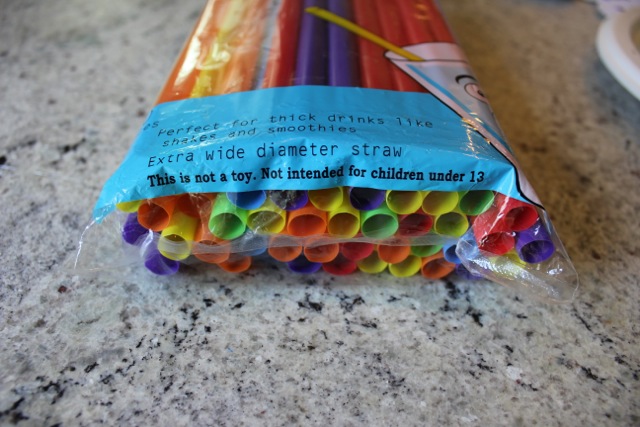 Perfect for thick drinks like
shakes and smoothies
Extra wide diameter straw
This is not a toy. Not intended for children under 13